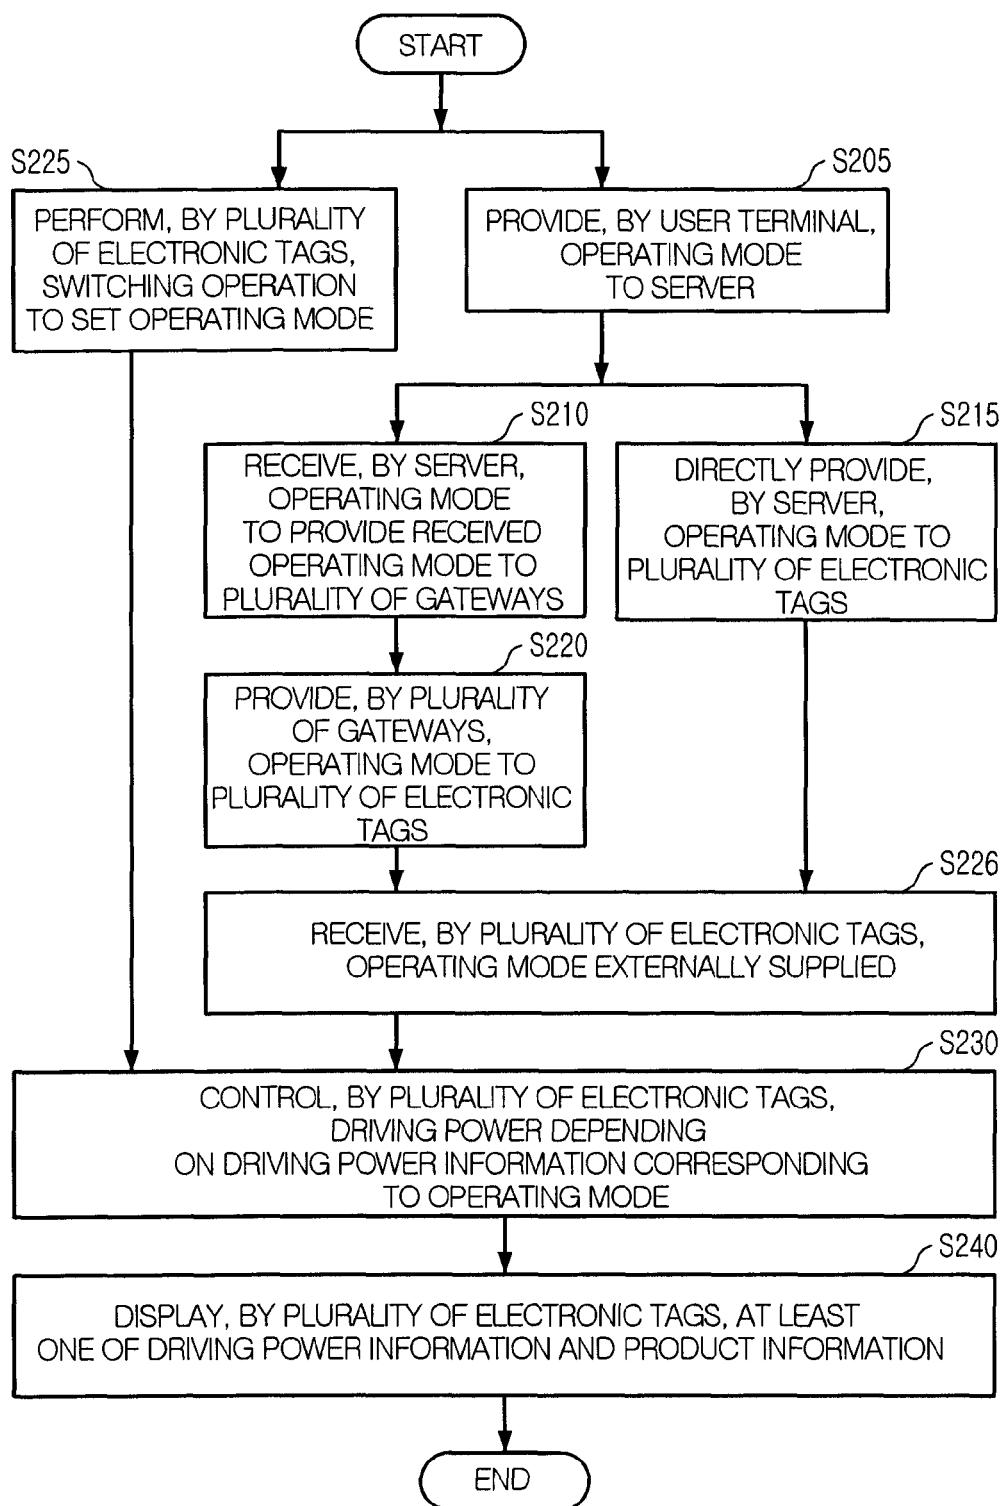 START
S225
PERFORM, BY PLURALITY
OF ELECTRONIC TAGS,
SWITCHING OPERATION
TO SET OPERATING MODE
S205
PROVIDE, BY USER TERMINAL,
OPERATING MODE
TO SERVER
S210
RECEIVE, BY SERVER,
OPERATING MODE
TO PROVIDE RECEIVED
OPERATING MODE TO
PLURALITY OF GATEWAYS
S215
DIRECTLY PROVIDE,
BY SERVER,
OPERATING MODE TO
PLURALITY OF ELECTRONIC
TAGS
S220
PROVIDE, BY PLURALITY
OF GATEWAYS,
OPERATING MODE TO
PLURALITY OF ELECTRONIC
TAGS
S226
RECEIVE, BY PLURALITY OF ELECTRONIC TAGS,
OPERATING MODE EXTERNALLY SUPPLIED
S230
CONTROL, BY PLURALITY OF ELECTRONIC TAGS,
DRIVING POWER DEPENDING
ON DRIVING POWER INFORMATION CORRESPONDING
TO OPERATING MODE
S240
DISPLAY, BY PLURALITY OF ELECTRONIC TAGS, AT LEAST
ONE OF DRIVING POWER INFORMATION AND PRODUCT INFORMATION
END